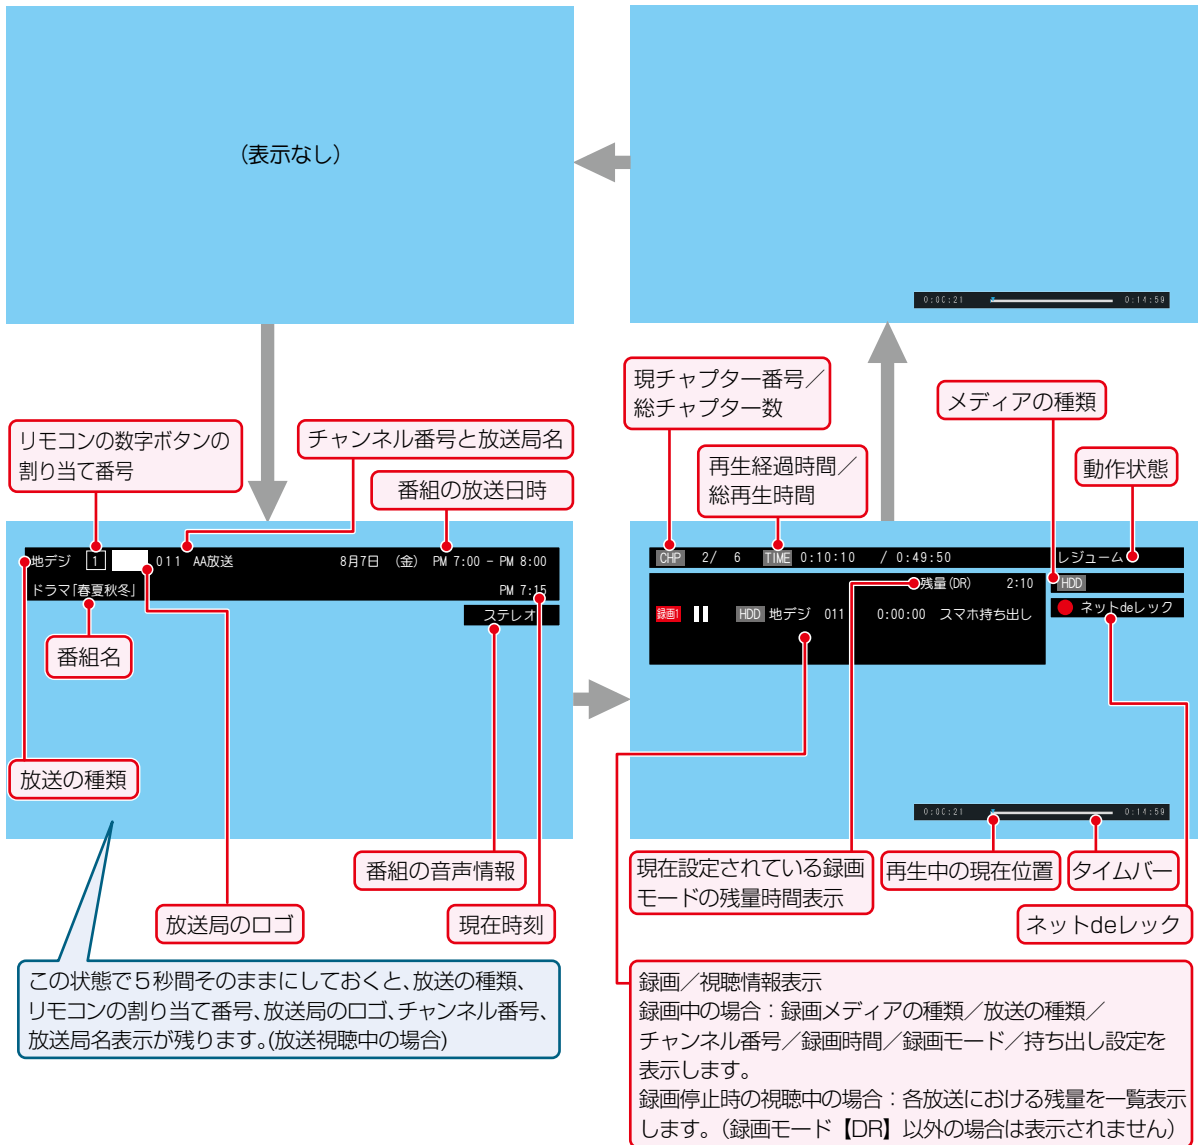 (表示なし)
0:00:21
0:14:59
現チャプター番号／
総チャプター数
メディアの種類
リモコンの数字ボタンの
割り当て番号
チャンネル番号と放送局名
番組の放送日時
再生経過時間／
総再生時間
動作状態
地デジ 1 011 AA放送 8月7日 (金) PM 7:00 - PM 8:00
ドラマ「春夏秋冬」 PM 7:15
ステレオ
番組名
放送の種類
番組の音声情報
放送局のロゴ
現在時刻
この状態で５秒間そのままにしておくと、放送の種類、
リモコンの割り当て番号、放送局のロゴ、チャンネル番号、
放送局名表示が残ります。(放送視聴中の場合)
CHP 2/ 6 TIME 0:10:10 / 0:49:50 レジューム
残量(DR) 2:10 HDD
録画1 HDD 地デジ 011 0:00:00 スマホ持ち出し
ネットdeレック
0:00:21
0:14:59
現在設定されている録画
モードの残量時間表示
再生中の現在位置
タイムバー
ネットdeレック
録画／視聴情報表示
録画中の場合：録画メディアの種類／放送の種類／
チャンネル番号／録画時間／録画モード／持ち出し設定を
表示します。
録画停止時の視聴中の場合：各放送における残量を一覧表示
します。（録画モード【DR】以外の場合は表示されません）